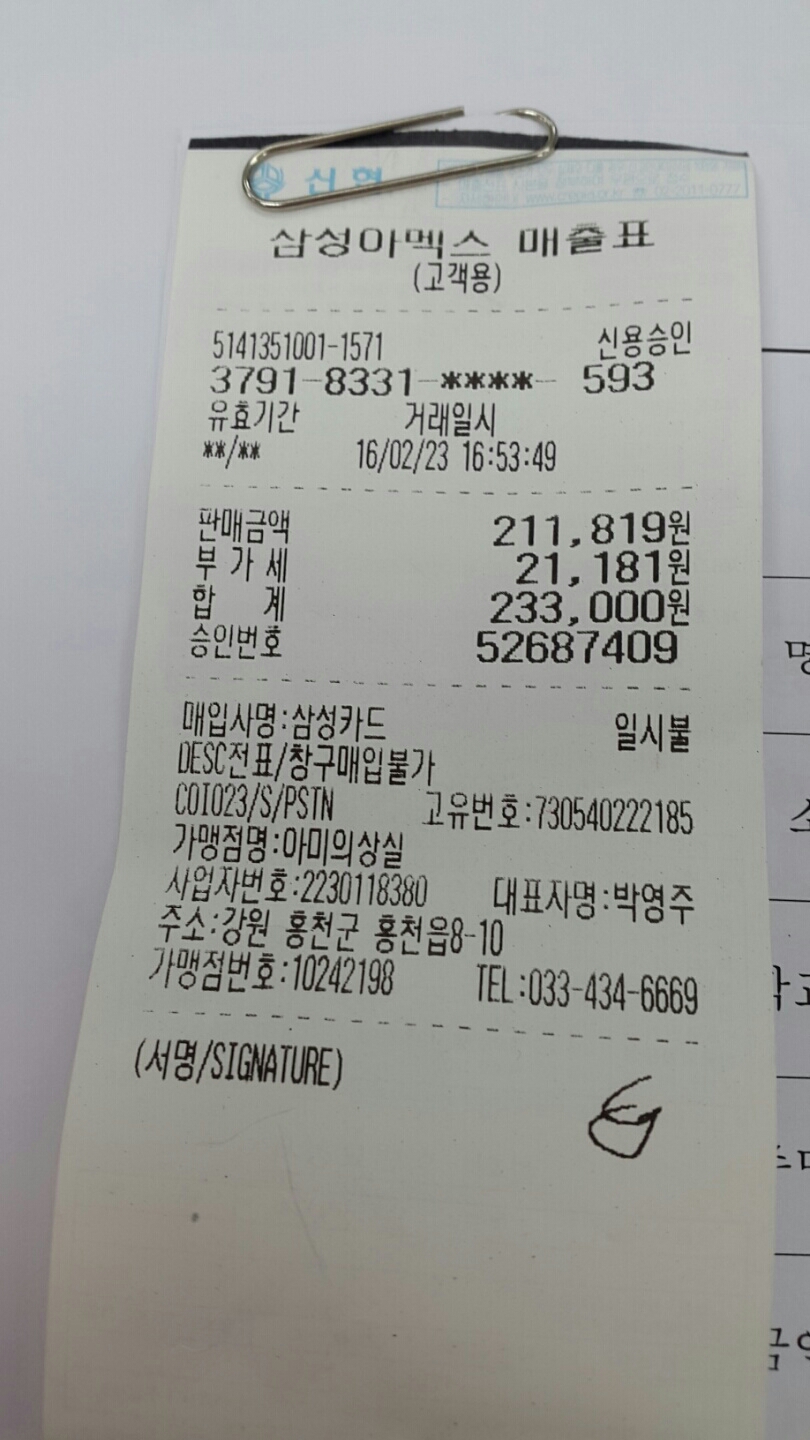 신형
삼성아멕스 매출표
(고객용)
5141351001-1571 신용승인
3791-8331-****- 593
유효기간 거래일시
**/** 16/02/23 16:53:49
판매금액 211,819원
부 가 세 21,181원
합 계 233,000원
승인번호 52687409
매입사명:삼성카드 일시불
DESC전표/창구매입불가
COI023/S/PSTN 고유번호:730540222185
가맹점명:아미의상실
사업자번호:2230118380 대표자명:박영주
주소:강원 홍천군 홍천읍8-10
가맹점번호:10242198 TEL:033-434-6669
(서명/SIGNATURE)